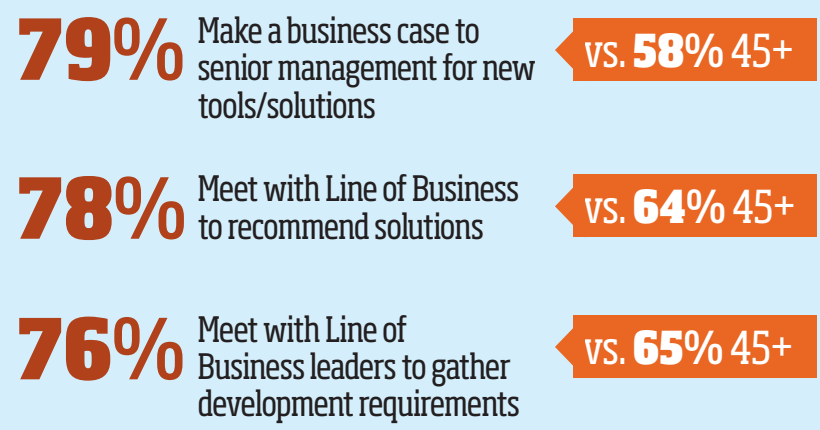 79% Make a business case to
senior management for new
tools/solutions
vs. 58% 45+
78% Meet with Line of Business
to recommend solutions
vs. 64% 45+
76% Meet with Line of
Business leaders to gather
development requirements
vs. 65% 45+